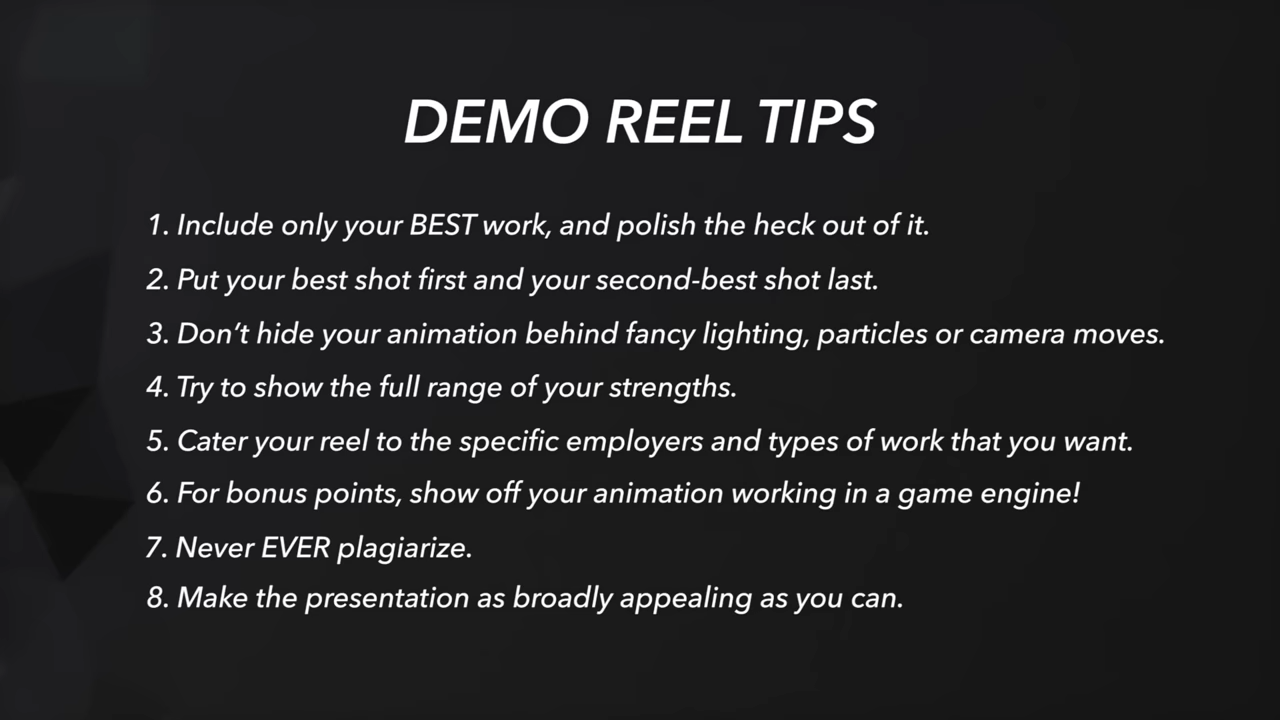 DEMO REEL TIPS
1. Include only your BEST work, and polish the heck out of it.
2. Put your best shot first and your second-best shot last.
3. Don’t hide your animation behind fancy lighting, particles or camera moves.
4. Try to show the full range of your strengths.
5. Cater your reel to the specific employers and types of work that you want.
6. For bonus points, show off your animation working in a game engine!
7. Never EVER plagiarize.
8. Make the presentation as broadly appealing as you can.